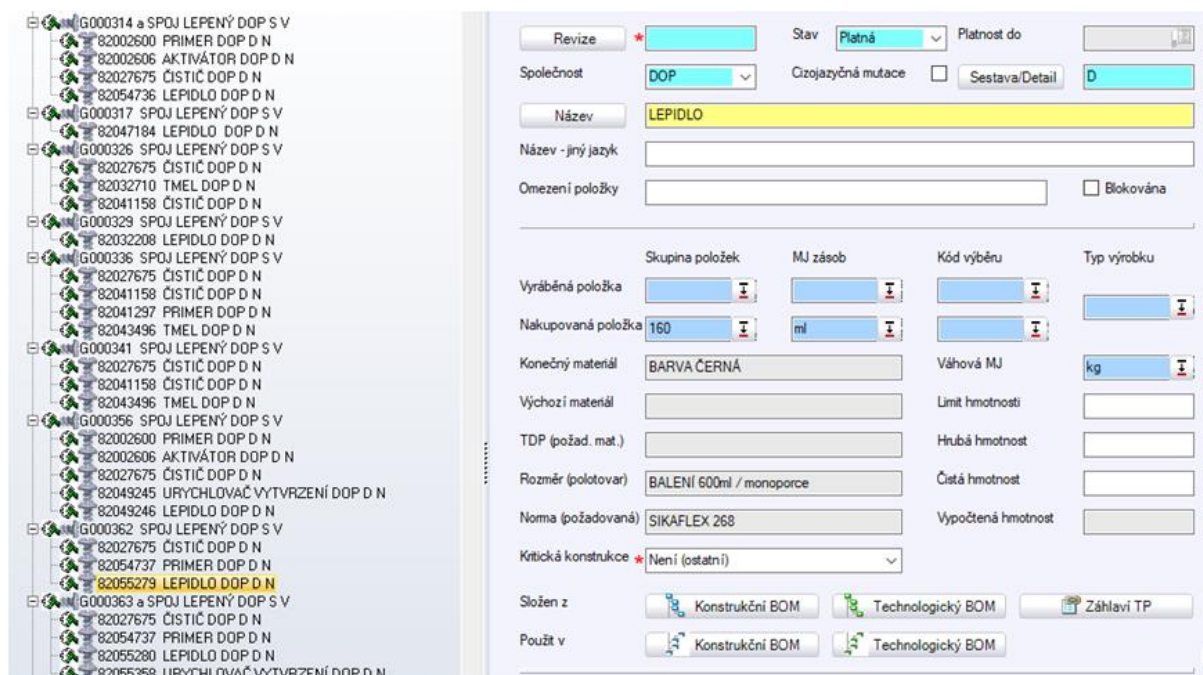 G000314 a SPOJ LEPENÝ DOP S V
82002600 PRIMER DOP D N
82002606 AKTIVÁTOR DOP D N
82027675 ČISTIČ DOP D N
82054736 LEPIDLO DOP D N
G000317 SPOJ LEPENÝ DOP S V
82047184 LEPIDLO DOP D N
G000326 SPOJ LEPENÝ DOP S V
82027675 ČISTIČ DOP D N
82032710 TMEL DOP D N
82041158 ČISTIČ DOP D N
G000329 SPOJ LEPENÝ DOP S V
82032208 LEPIDLO DOP D N
G000336 SPOJ LEPENÝ DOP S V
82027675 ČISTIČ DOP D N
82041158 ČISTIČ DOP D N
82041297 PRIMER DOP D N
82043496 TMEL DOP D N
G000341 SPOJ LEPENÝ DOP S V
82027675 ČISTIČ DOP D N
82041158 ČISTIČ DOP D N
82043496 TMEL DOP D N
G000356 SPOJ LEPENÝ DOP S V
82002600 PRIMER DOP D N
82002606 AKTIVÁTOR DOP D N
82027675 ČISTIČ DOP D N
82049245 URYCHLOVAČ VYTVRZENÍ DOP D N
82049246 LEPIDLO DOP D N
G000362 SPOJ LEPENÝ DOP S V
82027675 ČISTIČ DOP D N
82054737 PRIMER DOP D N
82055279 LEPIDLO DOP D N
G000363 a SPOJ LEPENÝ DOP S V
82027675 ČISTIČ DOP D N
82054737 PRIMER DOP D N
82055280 LEPIDLO DOP D N
82055358 URYCHLOVAČ VYTVRZENÍ DOP D N
Revize * Stav Platná Platnost do
Společnost DOP Cizojazyčná mutace Sestava/Detail D
Název LEPIDLO
Název - jiný jazyk
Omezení položky Blokována
Skupina položek MJ zásob Kód výběru Typ výrobku
Vyráběná položka
Nakupovaná položka 160 ml
Konečný materiál BARVA ČERNÁ Váhová MJ kg
Výchozí materiál Limit hmotnosti
TDP (požad. mat.) Hrubá hmotnost
Rozměr (polotovar) BALENÍ 600ml / monoporce Čistá hmotnost
Norma (požadovaná) SIKAFLEX 268 Vypočtená hmotnost
Kritická konstrukce * Není (ostatní)
Složen z Konstrukční BOM Technologický BOM Záhlaví TP
Použit v Konstrukční BOM Technologický BOM